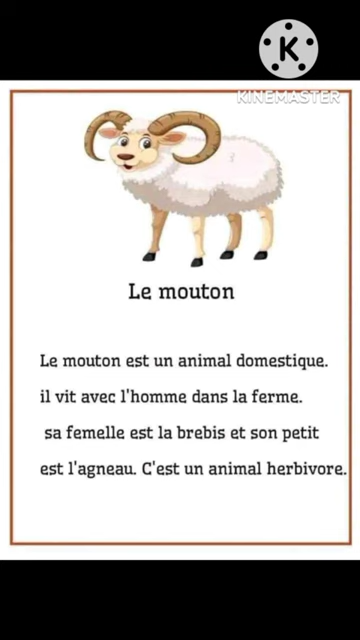 K
KINEMASTER
Le mouton
Le mouton est un animal domestique.
il vit avec l'homme dans la ferme.
sa femelle est la brebis et son petit
est l'agneau. C'est un animal herbivore.